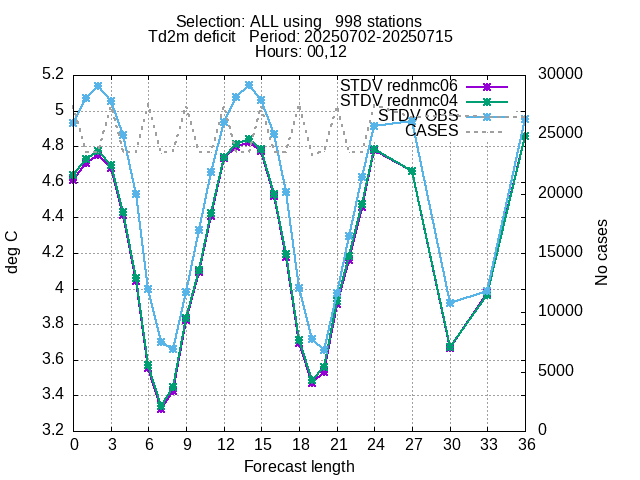 Selection: ALL using   998 stations
Td2m deficit   Period: 20250702-20250715
Hours: 00,12
STDV rednmc06
STDV rednmc04
STDV OBS
CASES
5.2
5
4.8
4.6
4.4
4.2
4
3.8
3.6
3.4
3.2
deg C
30000
25000
20000
15000
10000
5000
0
No cases
0 3 6 9 12 15 18 21 24 27 30 33 36
Forecast length